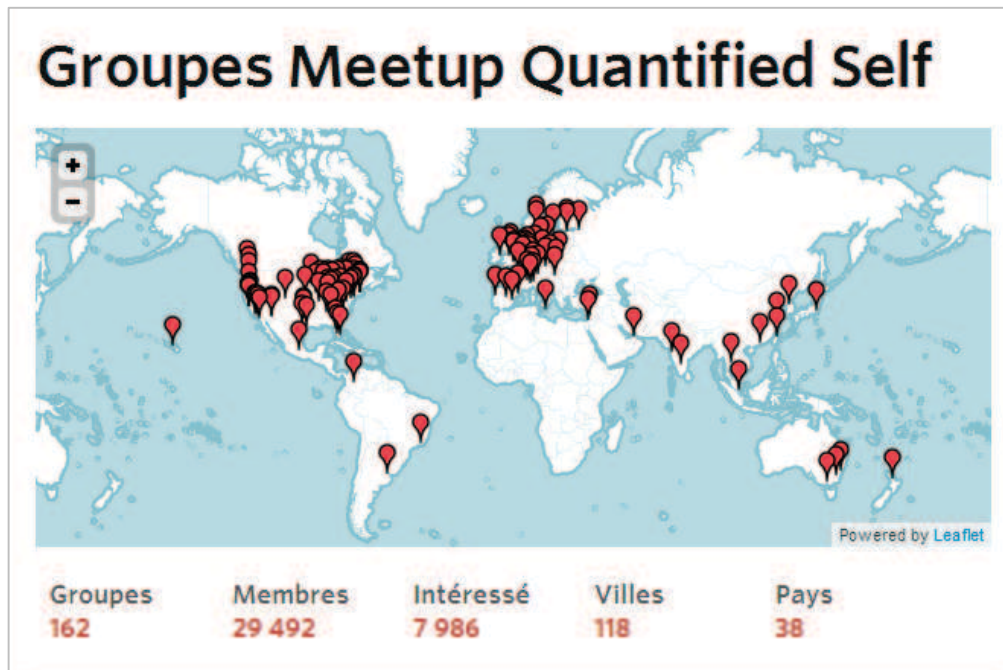 Groupes Meetup Quantified Self
+
−
Powered by Leaflet
Groupes Membres Intéressé Villes Pays
162 29 492 7 986 118 38